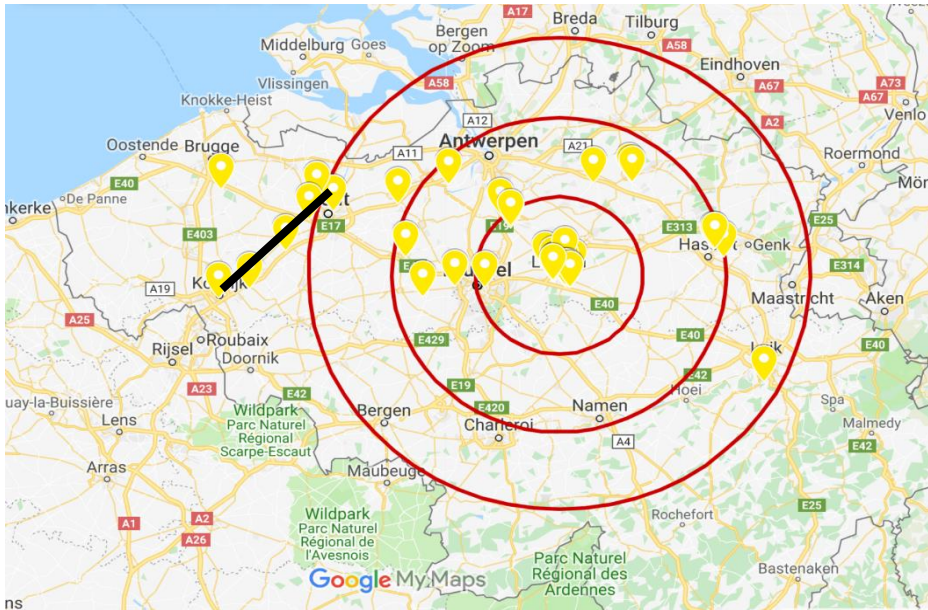 Breda
Tilburg
A17
Middelburg
Goes
Bergen
op Zoom
A58
A58
Vlissingen
Eindhoven
A73
A67
A67
Venlo
Knokke-Heist
A12
A2
Oostende
Brugge
A11
Antwerpen
A21
Roermond
De Panne
E40
E403
E17
E19
E313
Genk
E25
E314
A19
Maastricht
Aken
A25
Roubaix
Rijsel
Doornik
E40
E429
E40
E40
A23
E42
E19
E42
Hoei
Wildpark
Parc Naturel
Régional
Scarpe-Escaut
Bergen
E420
Charleroi
Namen
A4
Spa
Malmedy
E42
Lens
Arras
Maubeuge
A1
A2
A26
Wildpark
Parc Naturel
Régional de
l'Avesnois
Rochefort
E25
Parc Naturel
Régional des
Ardennes
Bastenaken
Google My Maps